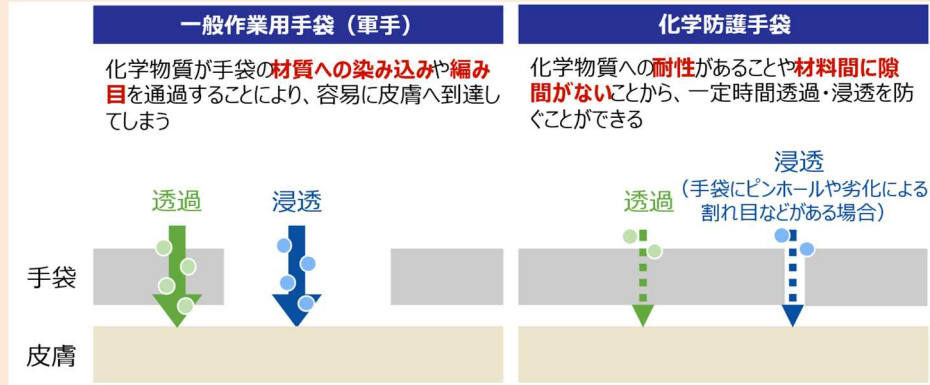 一般作業用手袋（軍手）
化学物質が手袋の材質への染み込みや編み
目を通過することにより、容易に皮膚へ到達し
てしまう
化学防護手袋
化学物質への耐性があることや材料間に隙
間がないことから、一定時間透過・浸透を防
ぐことができる
透過
浸透
透過
浸透
（手袋にピンホールや劣化による
割れ目などがある場合）
手袋
皮膚